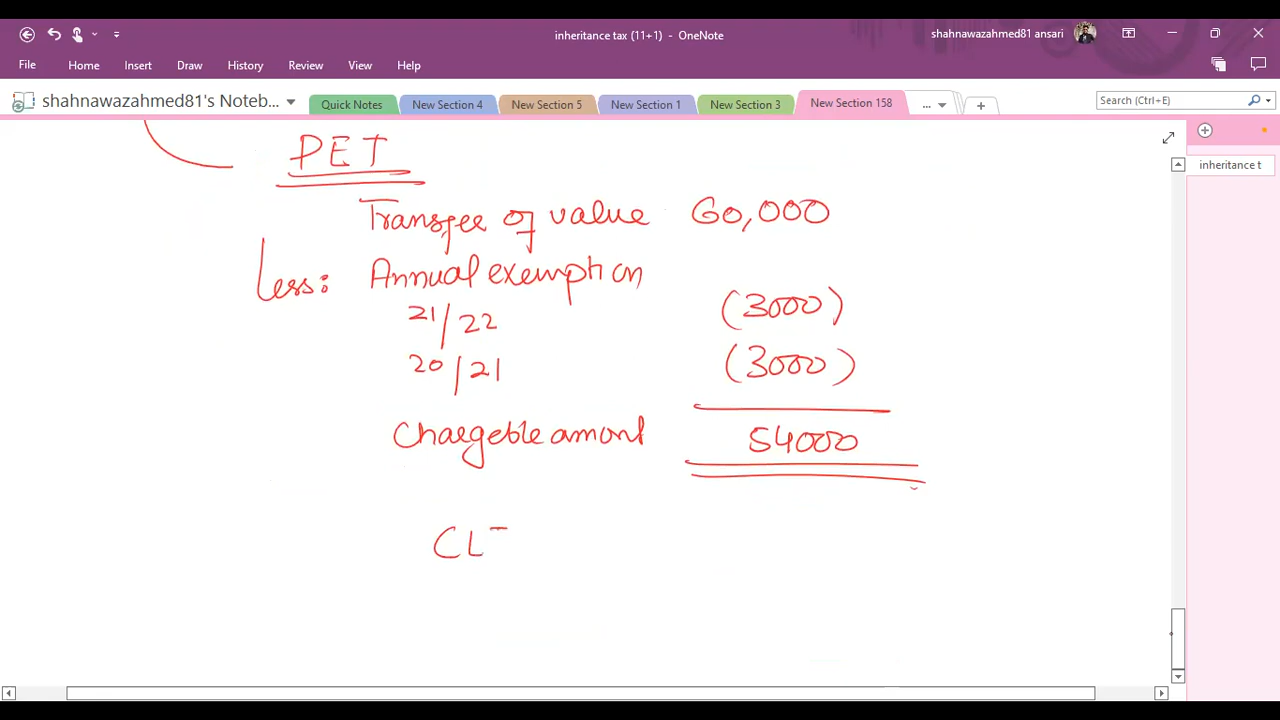 inheritance tax (11+1) - OneNote
shahnawazahmed81 ansari
File Home Insert Draw History Review View Help
shahnawazahmed81's Noteb...
Quick Notes New Section 4 New Section 5 New Section 1 New Section 3 New Section 158 ...
Search (Ctrl+E)
inheritance t
PET
Transfer of value 60,000
Less: Annual exemption
21/22 (3000)
20/21 (3000)
Chargeble amont 54000
CLT